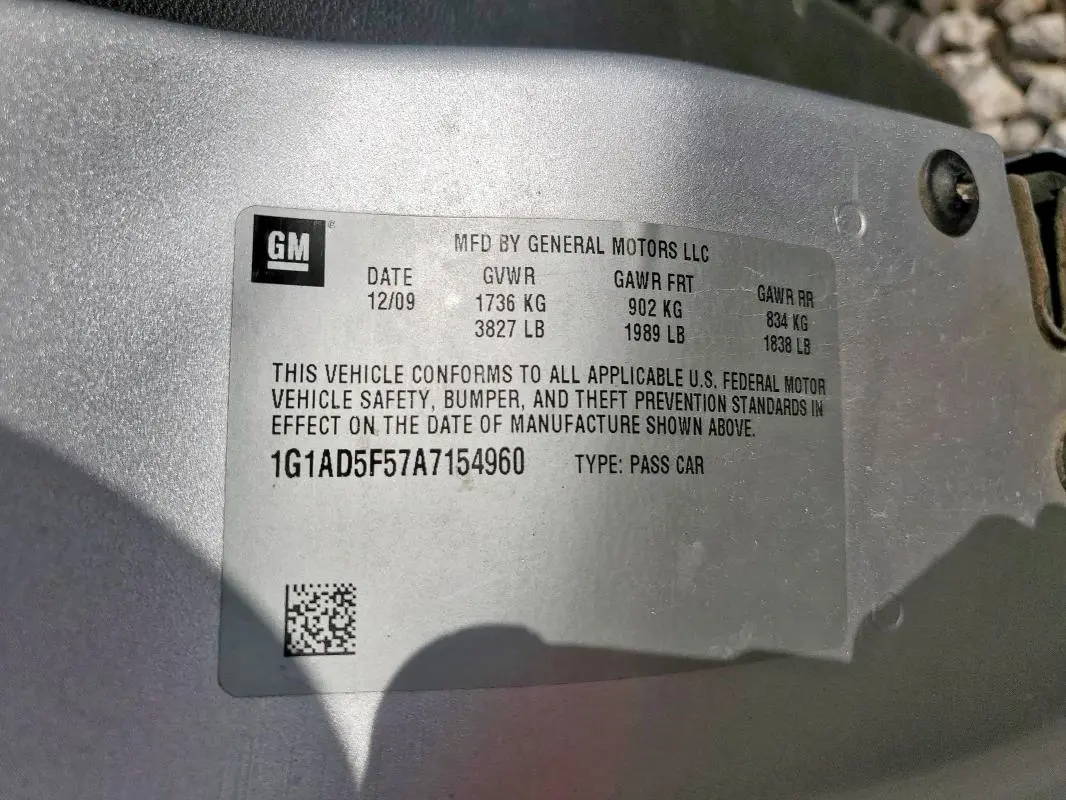 GM®
MFD BY GENERAL MOTORS LLC
DATE GVWR GAWR FRT GAWR RR
12/09 1736 KG 902 KG 834 KG
3827 LB 1989 LB 1838 LB
THIS VEHICLE CONFORMS TO ALL APPLICABLE U.S. FEDERAL MOTOR
VEHICLE SAFETY, BUMPER, AND THEFT PREVENTION STANDARDS IN
EFFECT ON THE DATE OF MANUFACTURE SHOWN ABOVE.
1G1AD5F57A7154960 TYPE: PASS CAR